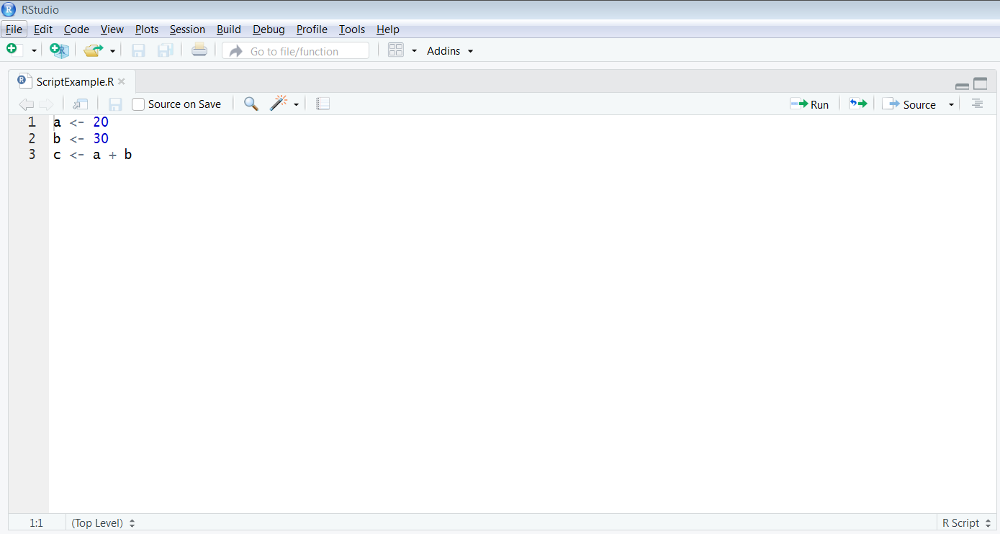 R RStudio
File Edit Code View Plots Session Build Debug Profile Tools Help
R Go to file/function Addins
R ScriptExample.R
Source on Save Run Source
1 a <- 20
2 b <- 30
3 c <- a + b
1:1 (Top Level) R Script